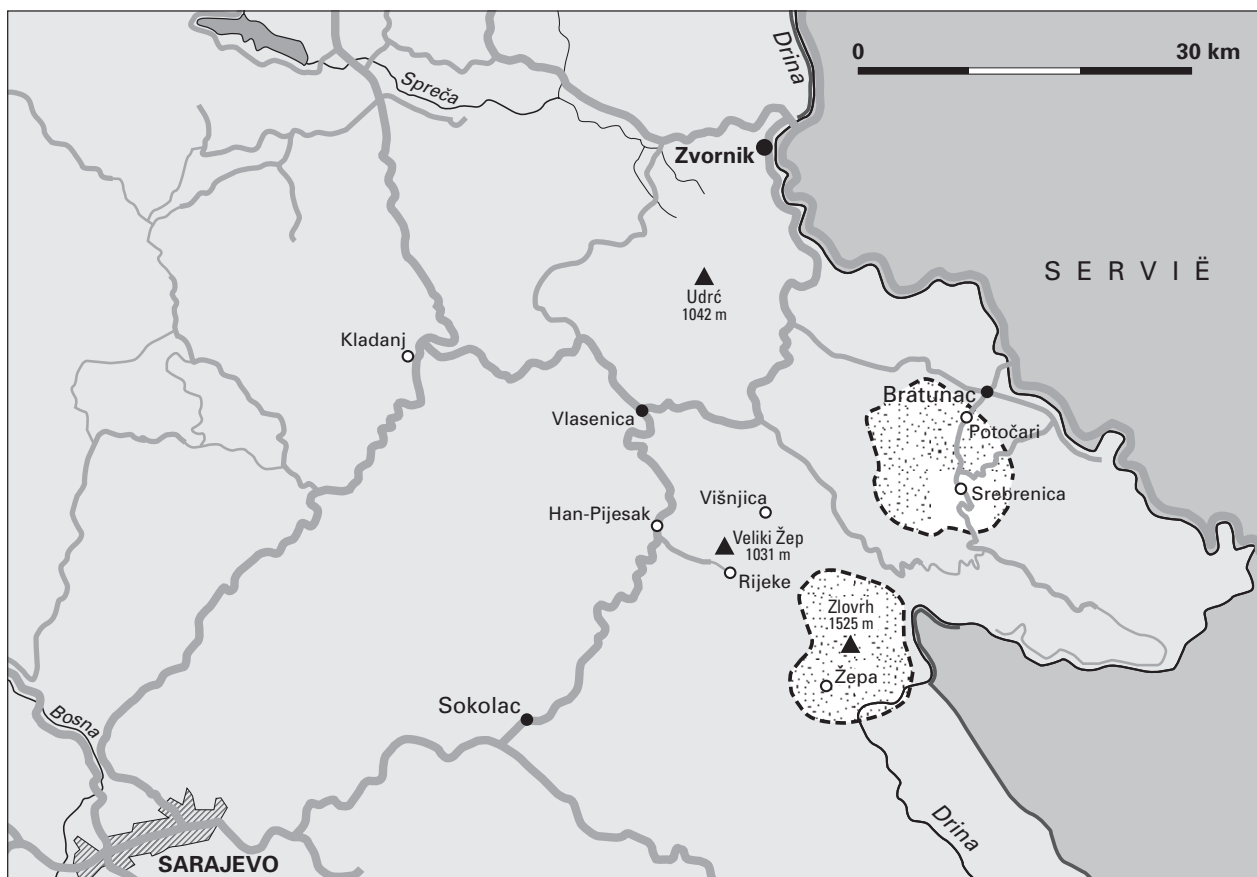 Drina
0 30 km
Spreča
Zvornik
SERVIË
Udrć
1042 m
Kladanj
Bratunac
Vlasenica
Potočari
Srebrenica
Višnjica
Han-Pijesak
Veliki Žep
1031 m
Rijeke
Zlovrh
1525 m
Žepa
Sokolac
Bosna
Drina
SARAJEVO